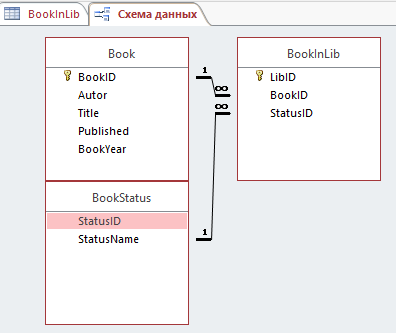 BookInLib
Схема данных
Book
BookID
Autor
Title
Published
BookYear
BookInLib
LibID
BookID
StatusID
BookStatus
StatusID
StatusName
1
∞
∞
1